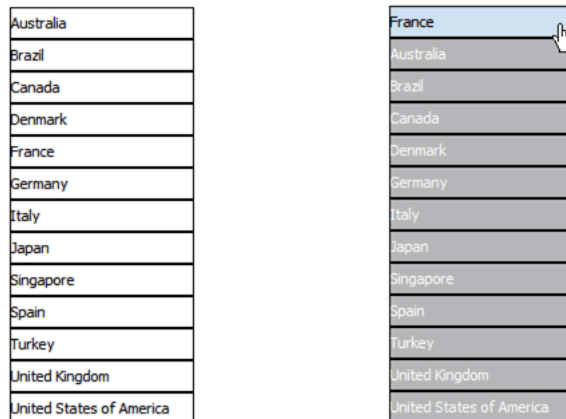 Australia
Brazil
Canada
Denmark
France
Germany
Italy
Japan
Singapore
Spain
Turkey
United Kingdom
United States of America
France
Australia
Brazil
Canada
Denmark
Germany
Italy
Japan
Singapore
Spain
Turkey
United Kingdom
United States of America